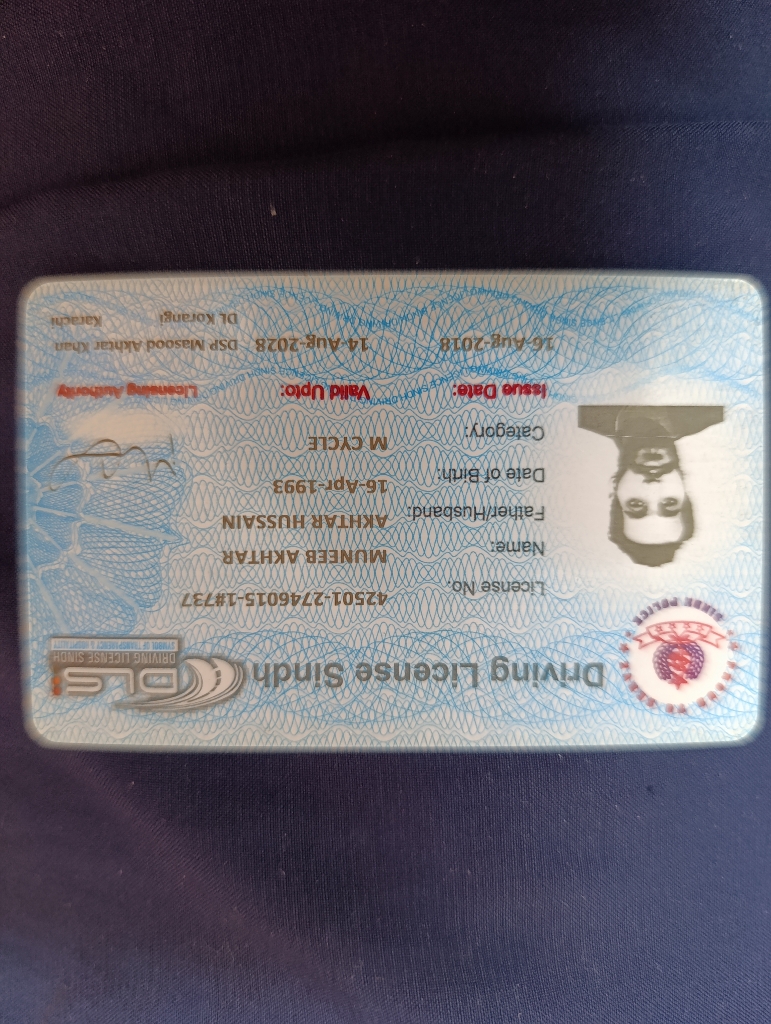 Driving License Sindh
DLS
DRIVING LICENSE SINDH
SINDH POLICE
License No. 42501-2746015-1#737
Name: MUNEEB AKHTAR
Father/Husband: AKHTAR HUSSAIN
Date of Birth: 16-Apr-1993
Category: M CYCLE
Issue Date: Valid Upto: Licensing Authority
16-Aug-2018 14-Aug-2028 DSP Masood Akhtar Khan
DL Korangi Karachi